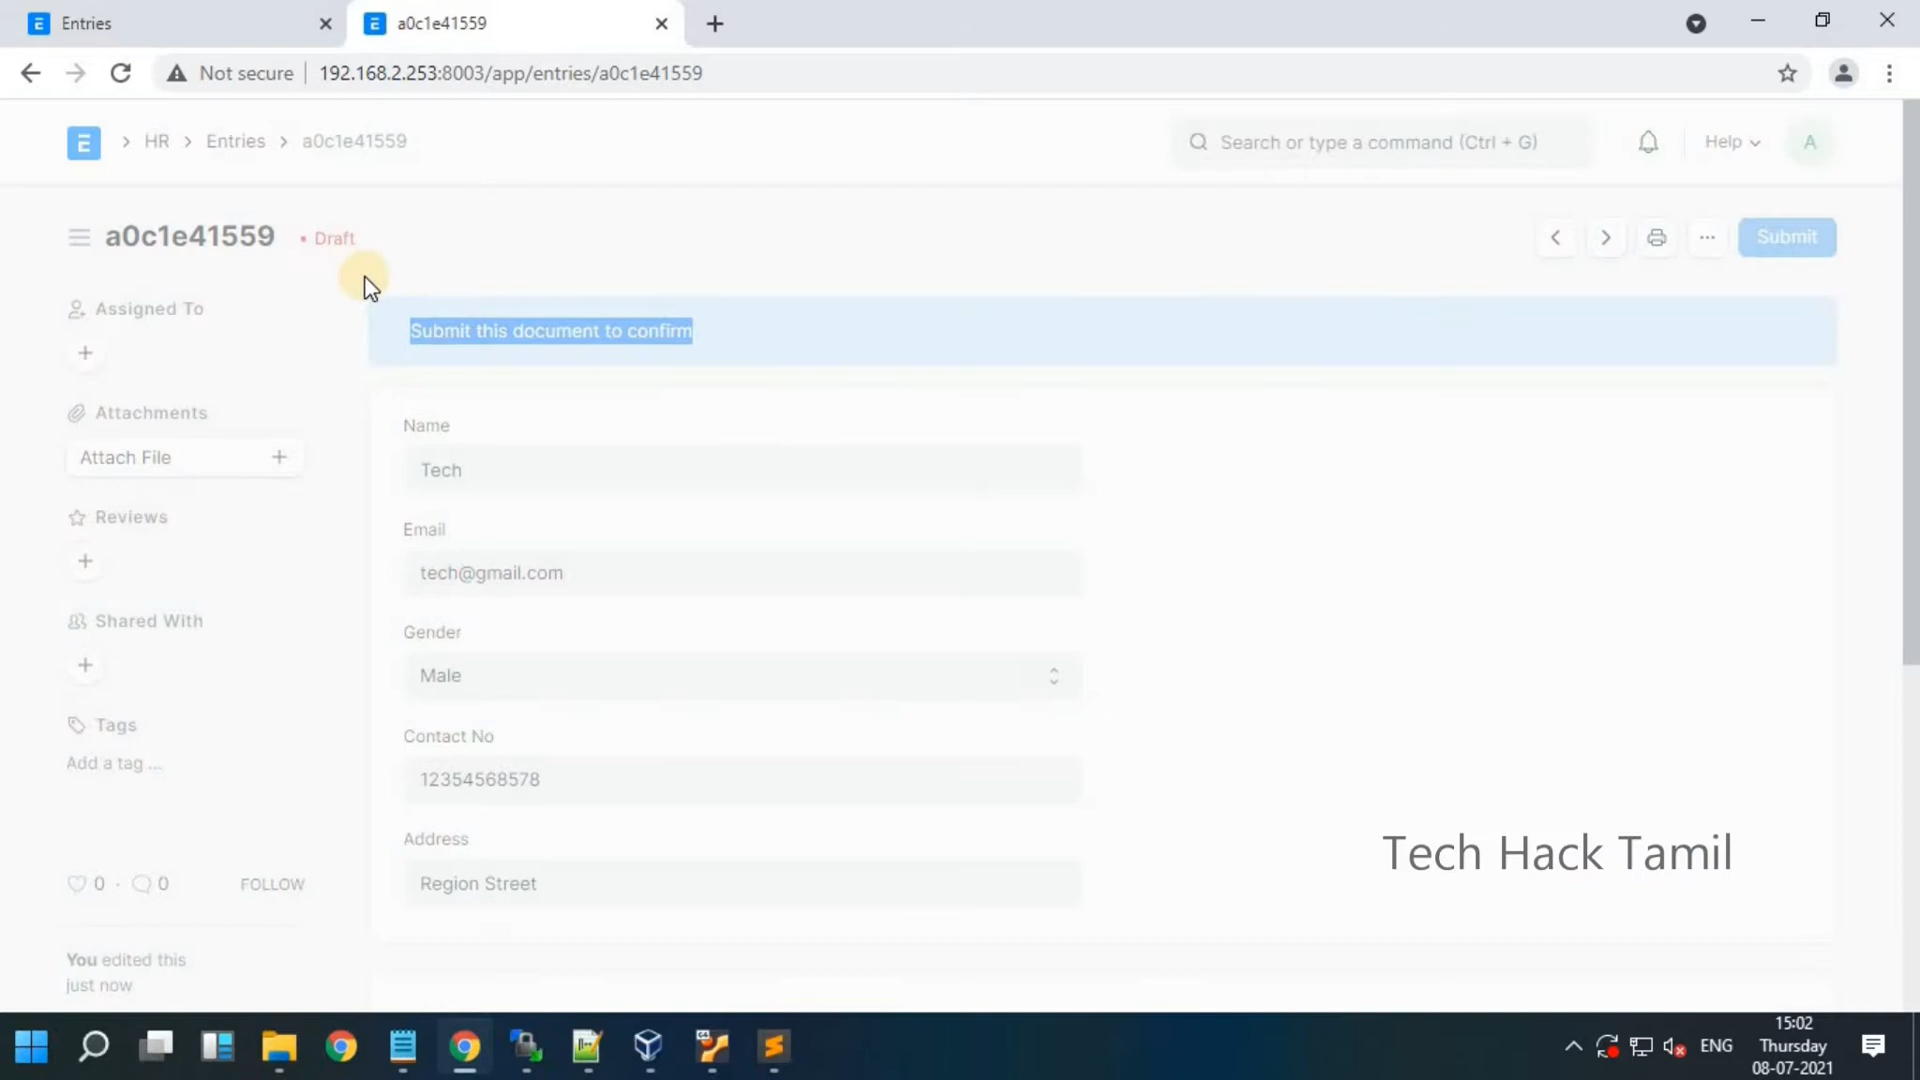 Entries
a0c1e41559
Not secure
192.168.2.253:8003/app/entries/a0c1e41559
HR
Entries
a0c1e41559
Search or type a command (Ctrl + G)
Help
A
a0c1e41559
Draft
Submit
Assigned To
Submit this document to confirm
Attachments
Attach File
Reviews
Shared With
Tags
Add a tag ...
Name
Tech
Email
tech@gmail.com
Gender
Male
Contact No
12354568578
Address
Region Street
Tech Hack Tamil
0 · 0
FOLLOW
You edited this
just now
ENG
15:02
Thursday
08-07-2021